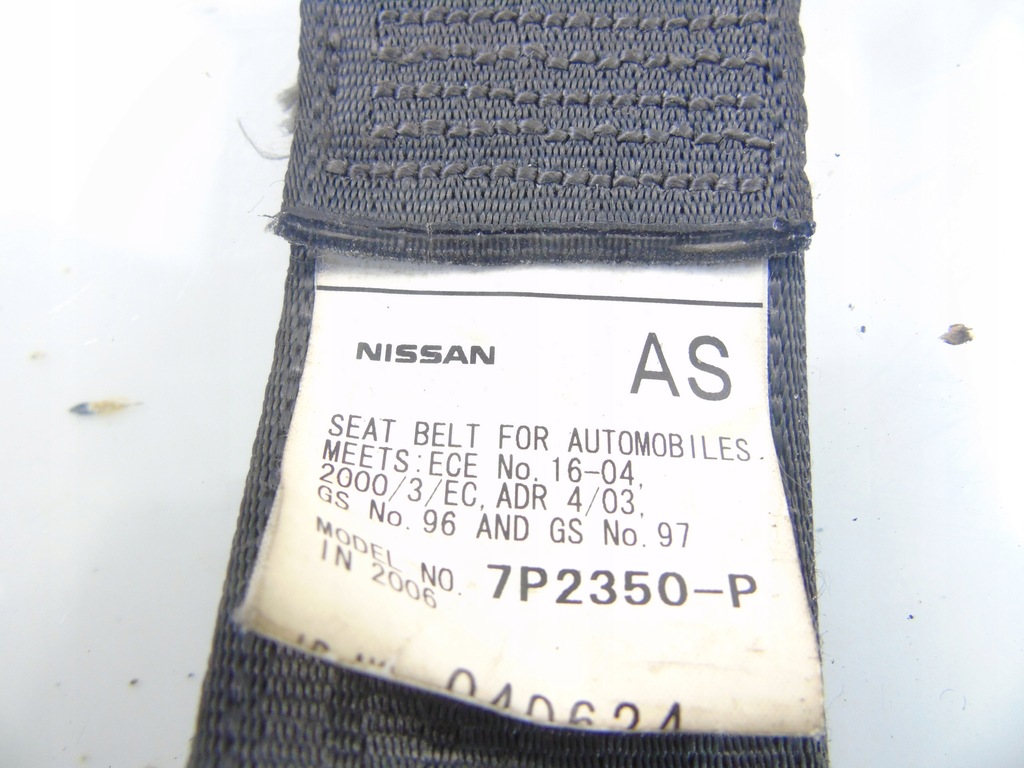 NISSAN AS
SEAT BELT FOR AUTOMOBILES.
MEETS:ECE No. 16-04,
2000/3/EC, ADR 4/03,
GS No. 96 AND GS No. 97
MODEL NO. 7P2350-P
IN 2006